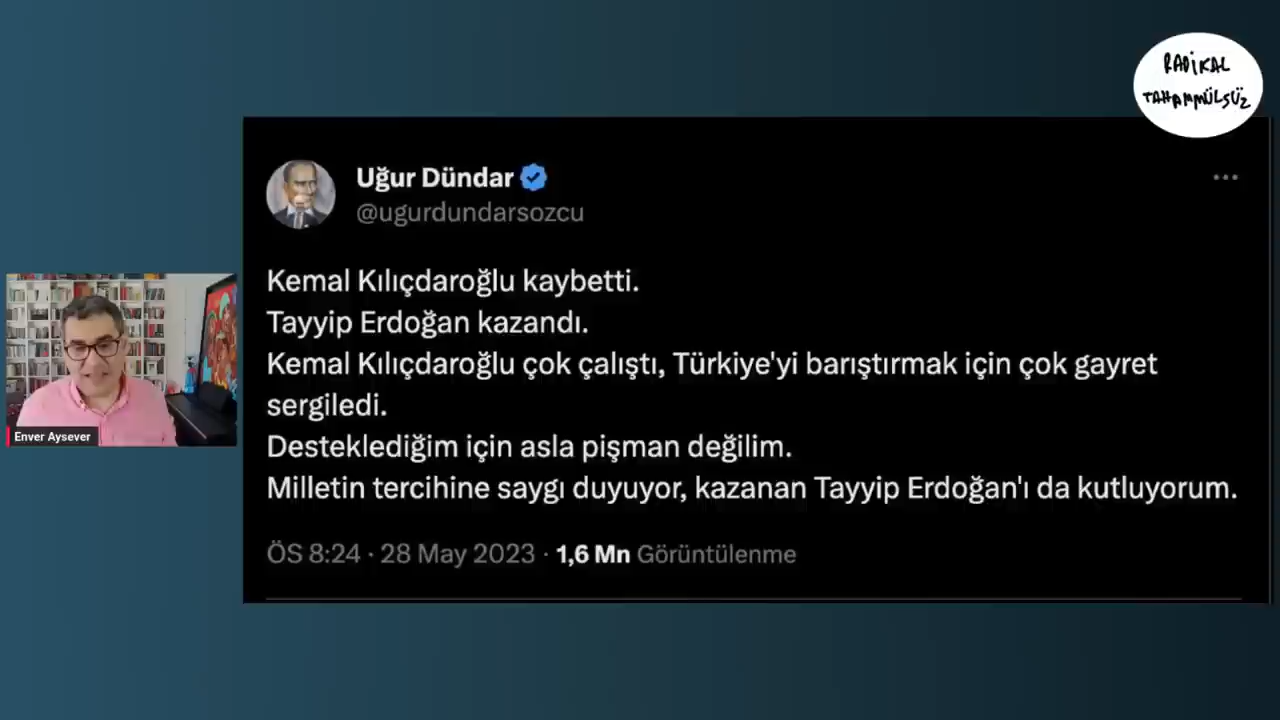 RADİKAL
TAHAMMÜLSÜZ
Uğur Dündar
@ugurdundarsozcu
Kemal Kılıçdaroğlu kaybetti.
Tayyip Erdoğan kazandı.
Kemal Kılıçdaroğlu çok çalıştı, Türkiye'yi barıştırmak için çok gayret
sergiledi.
Desteklediğim için asla pişman değilim.
Milletin tercihine saygı duyuyor, kazanan Tayyip Erdoğan'ı da kutluyorum.
ÖS 8:24 · 28 May 2023 · 1,6 Mn Görüntülenme
Enver Aysever